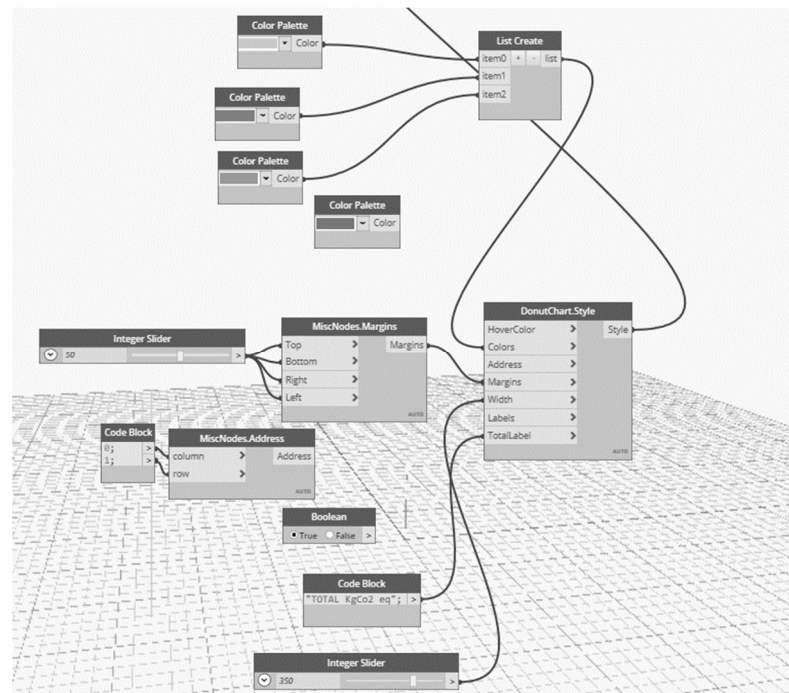 Color Palette
Color
List Create
item0 + - list
item1
item2
Color Palette
Color
Color Palette
Color
Color Palette
Color
DonutChart.Style
HoverColor > Style
Colors >
Address >
Margins >
Width >
Labels >
TotalLabel >
AUTO
Integer Slider
50 >
MiscNodes.Margins
Top > Margins
Bottom >
Right >
Left >
AUTO
Code Block
0; >
1; >
MiscNodes.Address
column > Address
row >
AUTO
Boolean
True False >
Code Block
"TOTAL KgCo2 eq"; >
Integer Slider
350 >